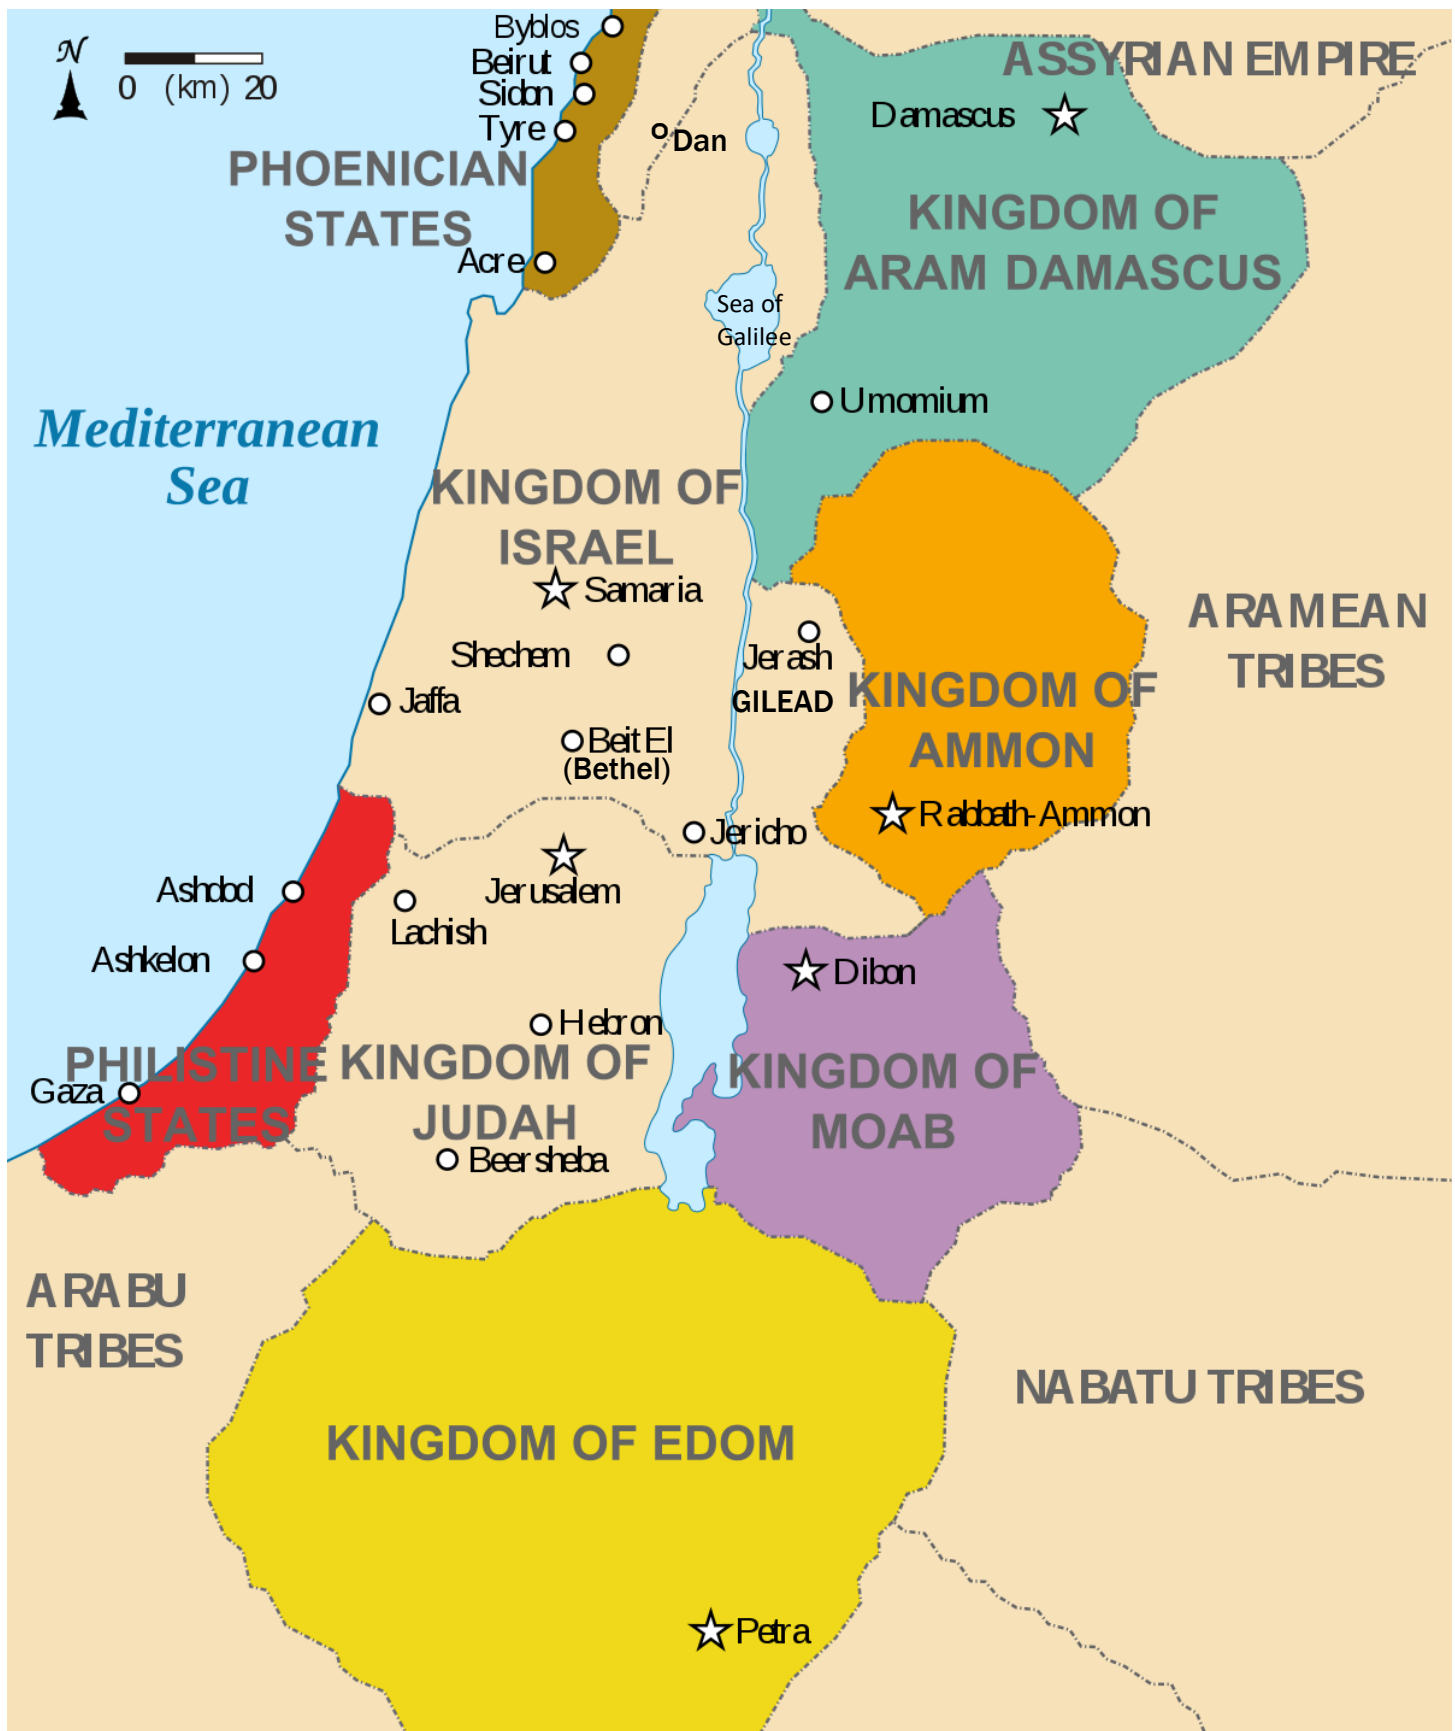 N
0 (km) 20
Byblos
Beirut
Sidon
Tyre
Dan
PHOENICIAN
STATES
Acre
ASSYRIAN EMPIRE
Damascus
KINGDOM OF
ARAM DAMASCUS
Sea of
Galilee
Umomium
Mediterranean
Sea
KINGDOM OF
ISRAEL
Samaria
Shechem
Jaffa
Beit El
(Bethel)
Jerash
GILEAD
KINGDOM OF
AMMON
Rabbath-Ammon
ARAMEAN
TRIBES
Jericho
Jerusalem
Lachish
Ashdod
Ashkelon
Hebron
Dibon
PHILISTINE
STATES
Gaza
KINGDOM OF
JUDAH
Beersheba
KINGDOM OF
MOAB
ARABU
TRIBES
NABATU TRIBES
KINGDOM OF EDOM
Petra